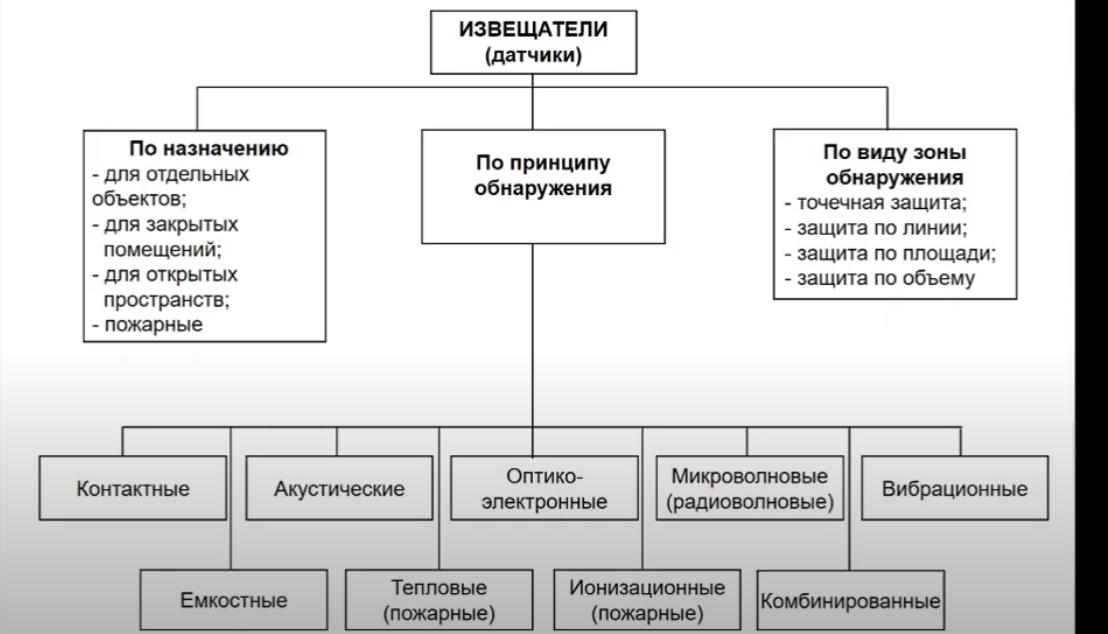 ИЗВЕЩАТЕЛИ
(датчики)
По назначению
- для отдельных
объектов;
- для закрытых
помещений;
- для открытых
пространств;
- пожарные
По принципу
обнаружения
По виду зоны
обнаружения
- точечная защита;
- защита по линии;
- защита по площади;
- защита по объему
Контактные
Акустические
Оптико-
электронные
Микроволновые
(радиоволновые)
Вибрационные
Емкостные
Тепловые
(пожарные)
Ионизационные
(пожарные)
Комбинированные